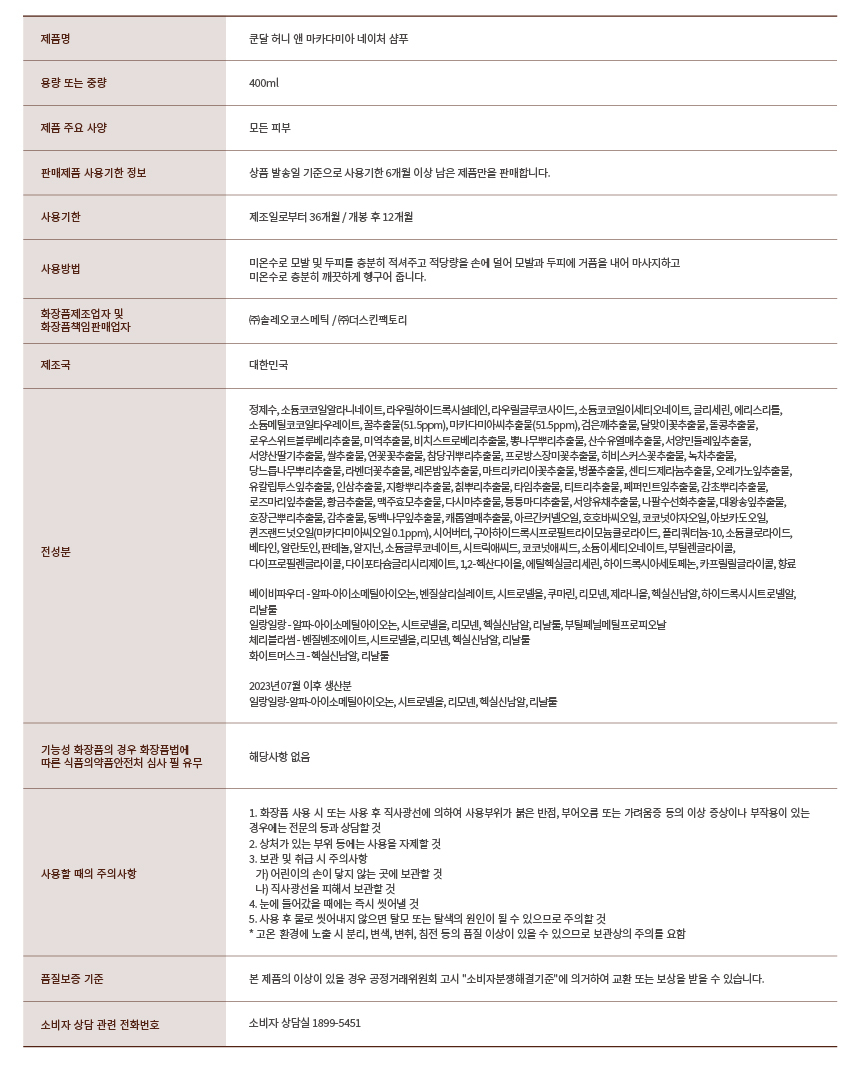 제품명
쿤달 허니 앤 마카다미아 네이처 샴푸
용량 또는 중량
400ml
제품 주요 사양
모든 피부
판매제품 사용기한 정보
상품 발송일 기준으로 사용기한 6개월 이상 남은 제품만을 판매합니다.
사용기한
제조일로부터 36개월 / 개봉 후 12개월
사용방법
미온수로 모발 및 두피를 충분히 적셔주고 적당량을 손에 덜어 모발과 두피에 거품을 내어 마사지하고
미온수로 충분히 깨끗하게 헹구어 줍니다.
화장품제조업자 및
화장품책임판매업자
㈜솔레오코스메틱 / ㈜더스킨팩토리
제조국
대한민국
전성분
정제수, 소듐코코일알라니네이트, 라우릴하이드록시설테인, 라우릴글루코사이드, 소듐코코일이세티오네이트, 글리세린, 에리스리톨,
소듐메틸코코일타우레이트, 꿀추출물(51.5ppm), 마카다미아씨추출물(51.5ppm), 검은깨추출물, 달맞이꽃추출물, 돌콩추출물,
로우스위트블루베리추출물, 미역추출물, 비치스트로베리추출물, 뽕나무뿌리추출물, 산수유열매추출물, 서양민들레잎추출물,
서양산딸기추출물, 쌀추출물, 연꽃꽃추출물, 참당귀뿌리추출물, 프로방스장미꽃추출물, 히비스커스꽃추출물, 녹차추출물,
당느릅나무뿌리추출물, 라벤더꽃추출물, 레몬밤잎추출물, 마트리카리아꽃추출물, 병풀추출물, 센티드제라늄추출물, 오레가노잎추출물,
유칼립투스잎추출물, 인삼추출물, 지황뿌리추출물, 칡뿌리추출물, 타임추출물, 티트리추출물, 페퍼민트잎추출물, 감초뿌리추출물,
로즈마리잎추출물, 황금추출물, 맥주효모추출물, 다시마추출물, 퉁퉁마디추출물, 서양유채추출물, 나팔수선화추출물, 대왕송잎추출물,
호장근뿌리추출물, 감추출물, 동백나무잎추출물, 캐롭열매추출물, 아르간커넬오일, 호호바씨오일, 코코넛야자오일, 아보카도오일,
퀸즈랜드넛오일(마카다미아씨오일 0.1ppm), 시어버터, 구아하이드록시프로필트라이모늄클로라이드, 폴리쿼터늄-10, 소듐클로라이드,
베타인, 알란토인, 판테놀, 알지닌, 소듐글루코네이트, 시트릭애씨드, 코코넛애씨드, 소듐이세티오네이트, 부틸렌글라이콜,
다이프로필렌글라이콜, 다이포타슘글리시리제이트, 1,2-헥산다이올, 에틸헥실글리세린, 하이드록시아세토페논, 카프릴릴글라이콜, 향료
베이비파우더 - 알파-아이소메틸아이오논, 벤질살리실레이트, 시트로넬올, 쿠마린, 리모넨, 제라니올, 헥실신남알, 하이드록시시트로넬알,
리날룰
일랑일랑 - 알파-아이소메틸아이오논, 시트로넬올, 리모넨, 헥실신남알, 리날룰, 부틸페닐메틸프로피오날
체리블라썸 - 벤질벤조에이트, 시트로넬올, 리모넨, 헥실신남알, 리날룰
화이트머스크 - 헥실신남알, 리날룰
2023년 07월 이후 생산분
일랑일랑-알파-아이소메틸아이오논, 시트로넬올, 리모넨, 헥실신남알, 리날룰
기능성 화장품의 경우 화장품법에
따른 식품의약품안전처 심사 필 유무
해당사항 없음
사용할 때의 주의사항
1. 화장품 사용 시 또는 사용 후 직사광선에 의하여 사용부위가 붉은 반점, 부어오름 또는 가려움증 등의 이상 증상이나 부작용이 있는
경우에는 전문의 등과 상담할 것
2. 상처가 있는 부위 등에는 사용을 자제할 것
3. 보관 및 취급 시 주의사항
가) 어린이의 손이 닿지 않는 곳에 보관할 것
나) 직사광선을 피해서 보관할 것
4. 눈에 들어갔을 때에는 즉시 씻어낼 것
5. 사용 후 물로 씻어내지 않으면 탈모 또는 탈색의 원인이 될 수 있으므로 주의할 것
* 고온 환경에 노출 시 분리, 변색, 변취, 침전 등의 품질 이상이 있을 수 있으므로 보관상의 주의를 요함
품질보증 기준
본 제품의 이상이 있을 경우 공정거래위원회 고시 "소비자분쟁해결기준"에 의거하여 교환 또는 보상을 받을 수 있습니다.
소비자 상담 관련 전화번호
소비자 상담실 1899-5451